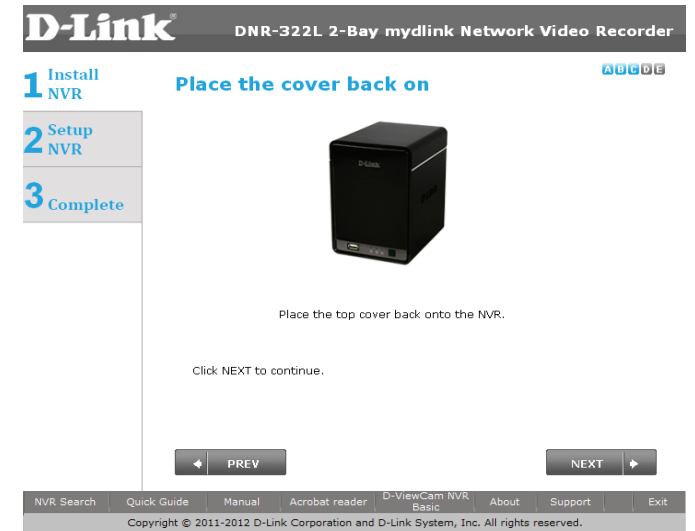 D-Link®
DNR-322L 2-Bay mydlink Network Video Recorder
1 Install
NVR
2 Setup
NVR
3 Complete
Place the cover back on
A B C D E
D-Link
D-Link
Place the top cover back onto the NVR.
Click NEXT to continue.
PREV
NEXT
NVR Search
Quick Guide
Manual
Acrobat reader
D-ViewCam NVR
Basic
About
Support
Exit
Copyright © 2011-2012 D-Link Corporation and D-Link System, Inc. All rights reserved.